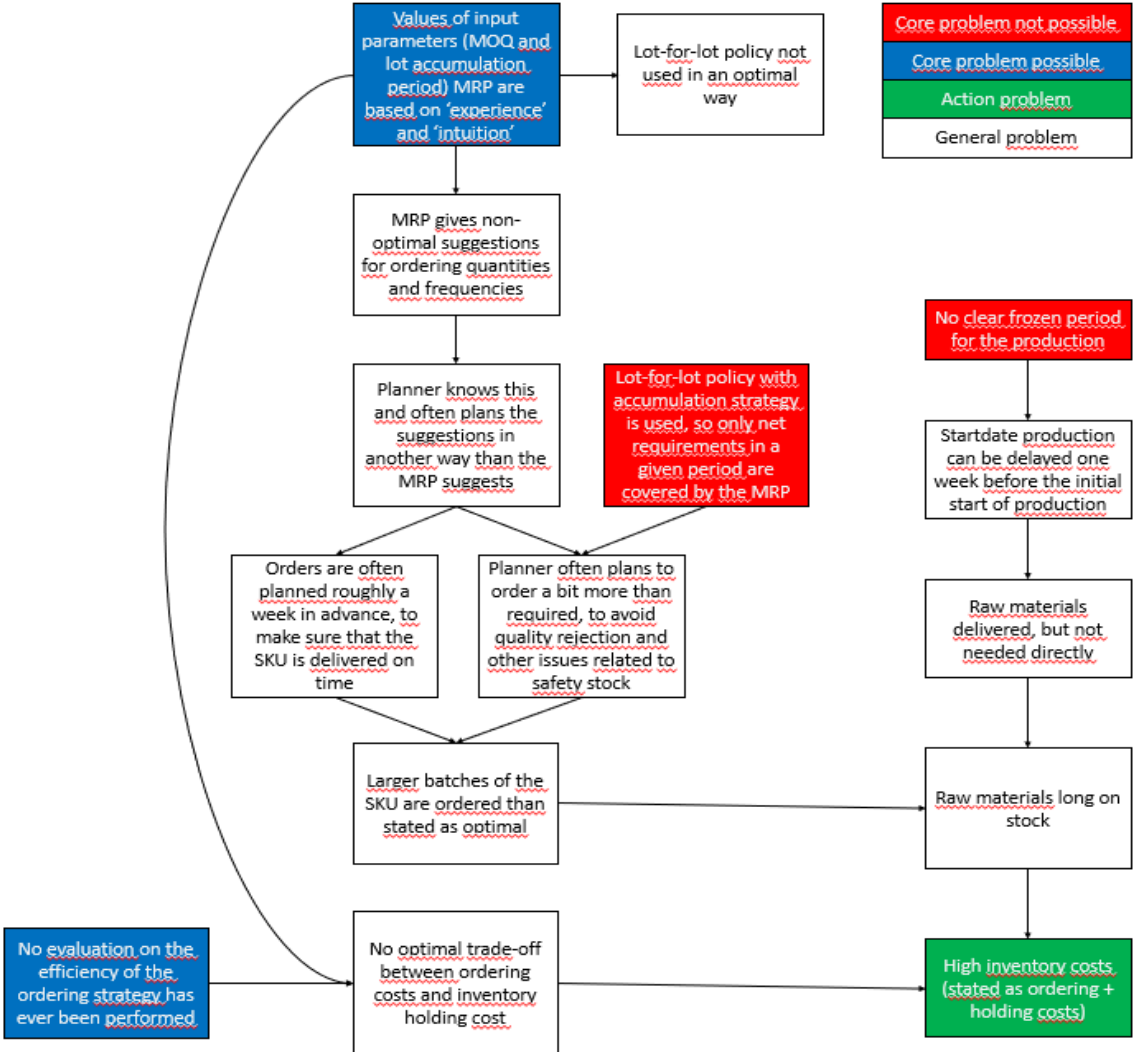 Values of input
parameters (MOQ and
lot accumulation
period) MRP are
based on ‘experience’
and ‘intuition’
Lot-for-lot policy not
used in an optimal
way
Core problem not possible
Core problem possible
Action problem
General problem
MRP gives non-
optimal suggestions
for ordering quantities
and frequencies
No clear frozen period
for the production
Planner knows this
and often plans the
suggestions in
another way than the
MRP suggests
Lot-for-lot policy with
accumulation strategy
is used, so only net
requirements in a
given period are
covered by the MRP
Startdate production
can be delayed one
week before the initial
start of production
Orders are often
planned roughly a
week in advance, to
make sure that the
SKU is delivered on
time
Planner often plans to
order a bit more than
required, to avoid
quality rejection and
other issues related to
safety stock
Raw materials
delivered, but not
needed directly
Larger batches of the
SKU are ordered than
stated as optimal
Raw materials long on
stock
No evaluation on the
efficiency of the
ordering strategy has
ever been performed
No optimal trade-off
between ordering
costs and inventory
holding cost
High inventory costs
(stated as ordering +
holding costs)